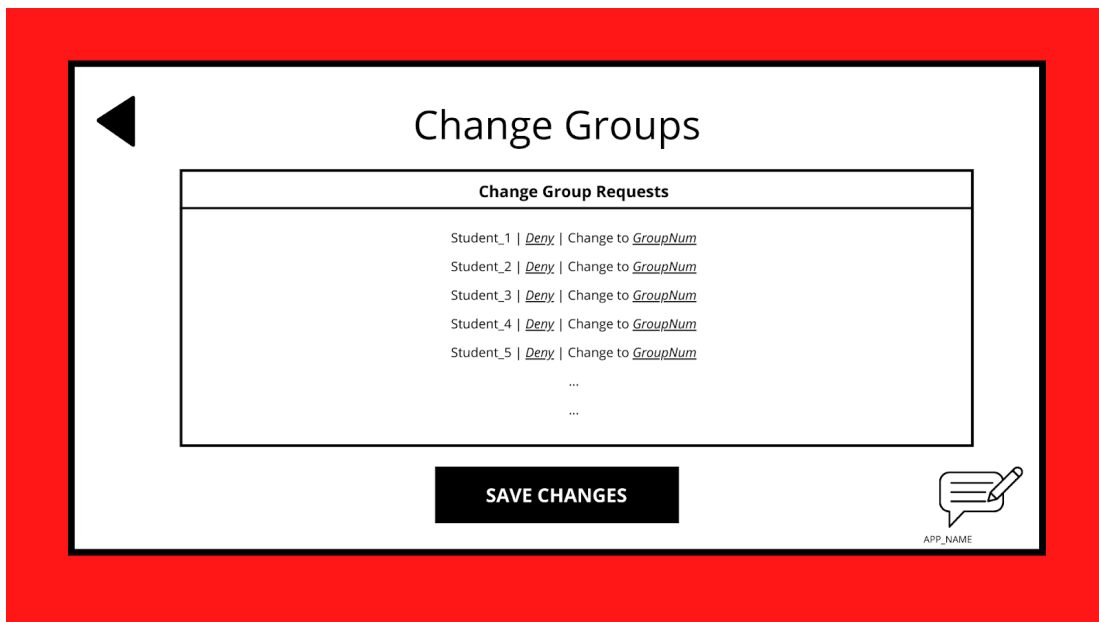 Change Groups
Change Group Requests
Student_1 | Deny | Change to GroupNum
Student_2 | Deny | Change to GroupNum
Student_3 | Deny | Change to GroupNum
Student_4 | Deny | Change to GroupNum
Student_5 | Deny | Change to GroupNum
...
...
SAVE CHANGES
APP_NAME